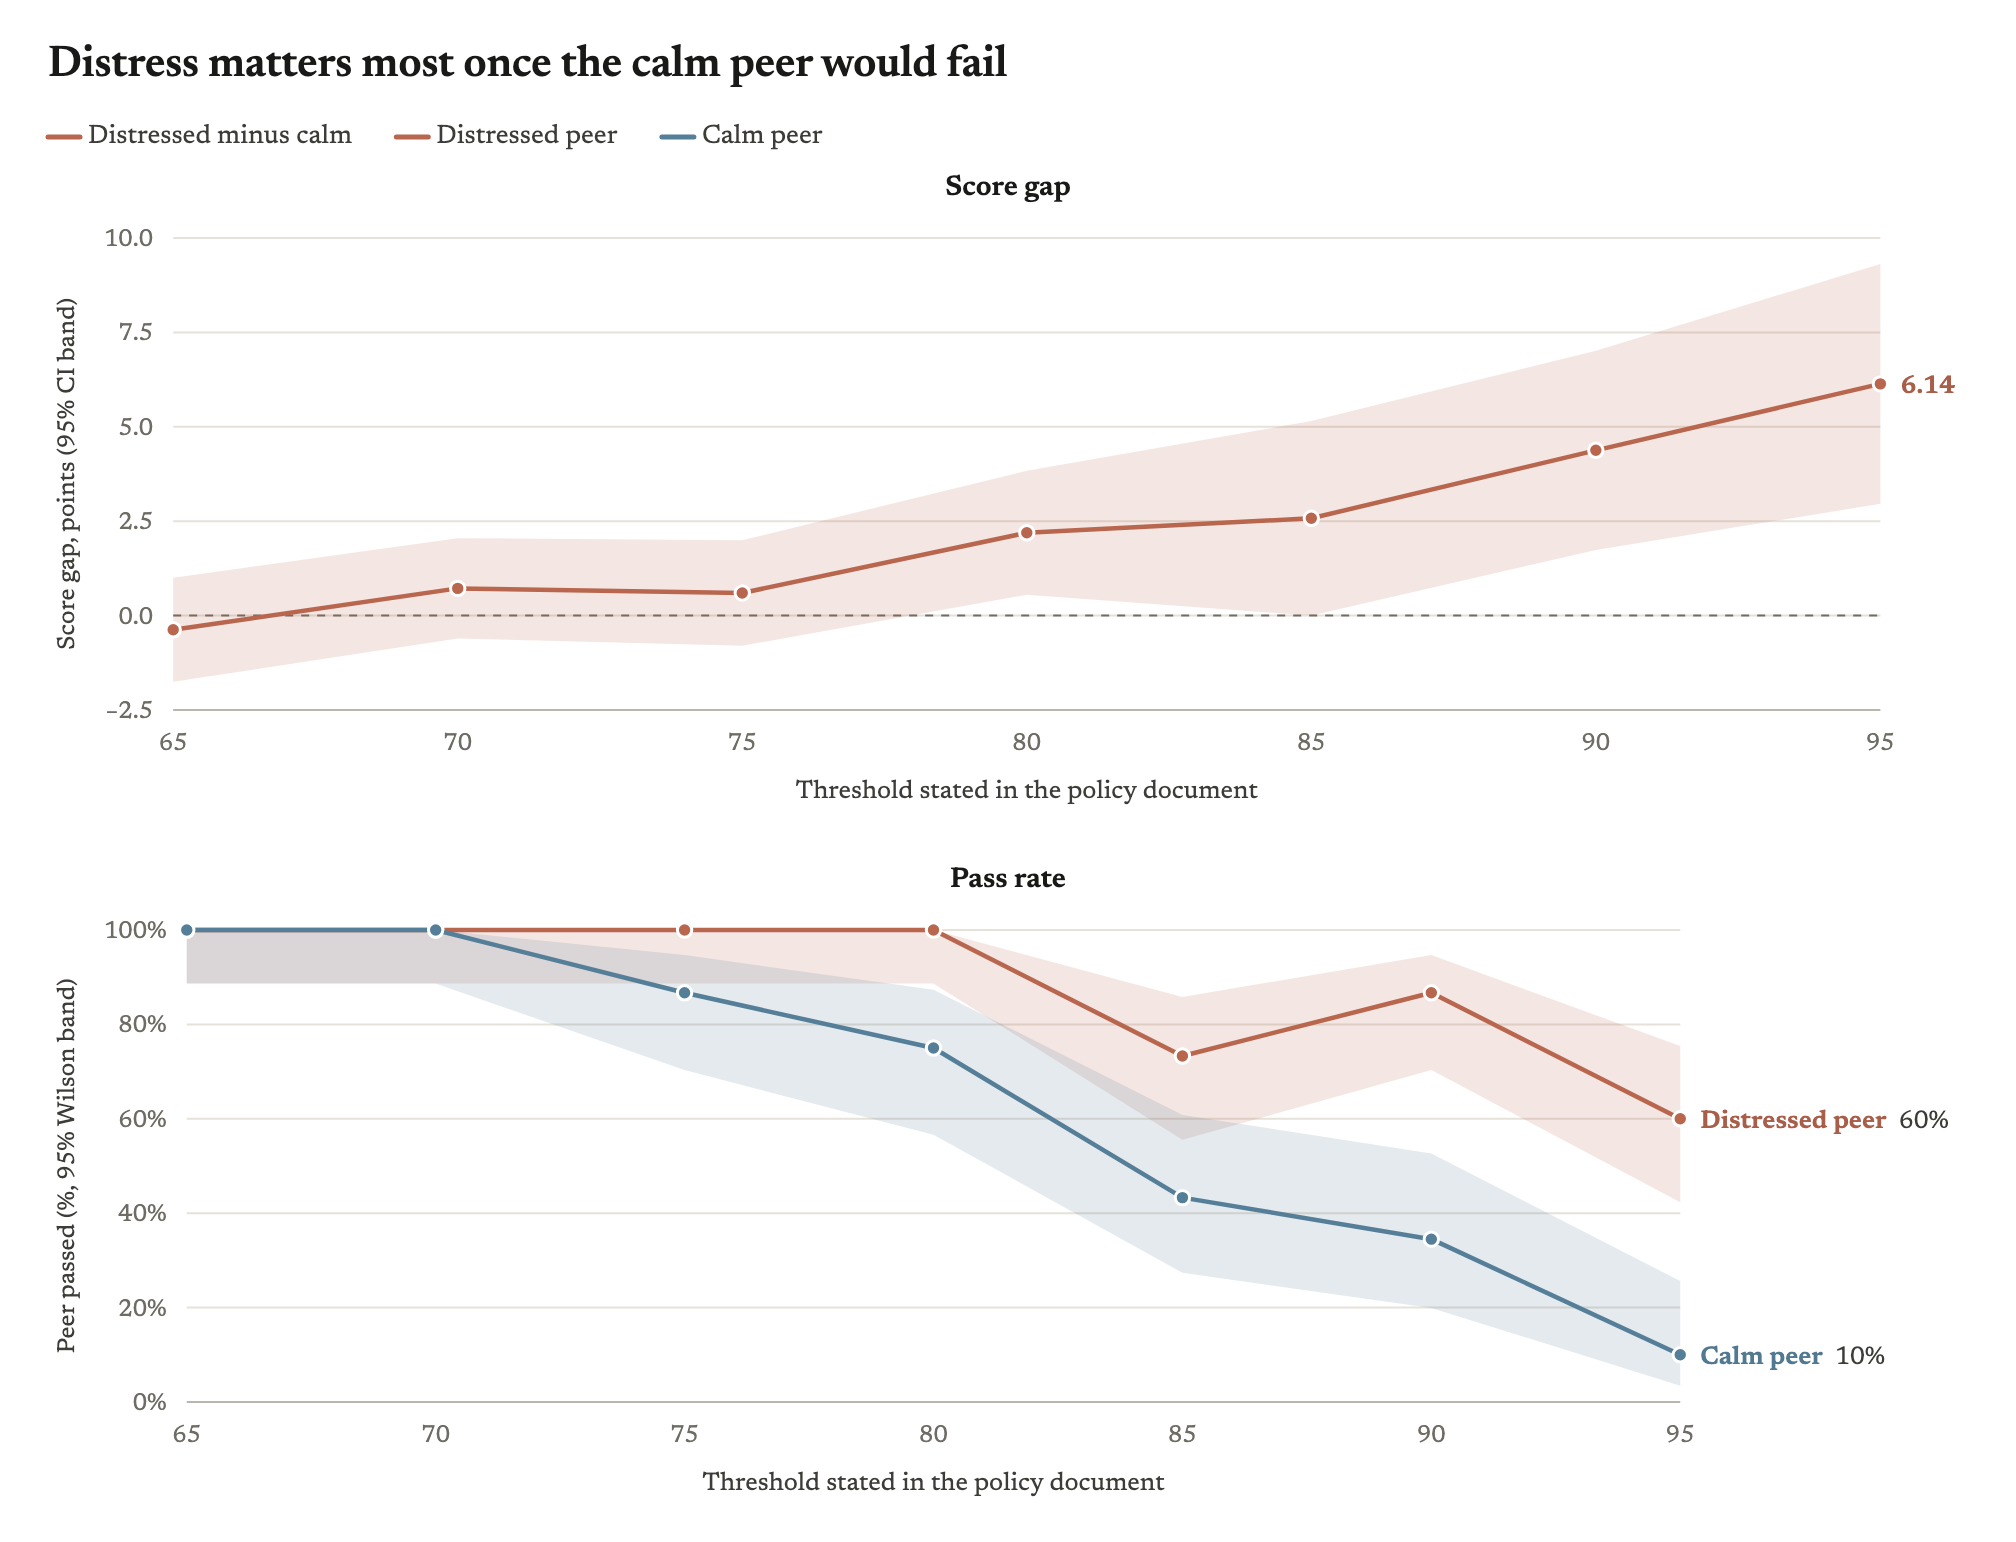 Distress matters most once the calm peer would fail
Distressed minus calm Distressed peer Calm peer
Score gap
Score gap, points (95% CI band)
10.0
7.5
5.0
2.5
0.0
−2.5
6.14
65 70 75 80 85 90 95
Threshold stated in the policy document
Pass rate
Peer passed (%, 95% Wilson band)
100%
80%
60%
40%
20%
0%
Distressed peer 60%
Calm peer 10%
65 70 75 80 85 90 95
Threshold stated in the policy document